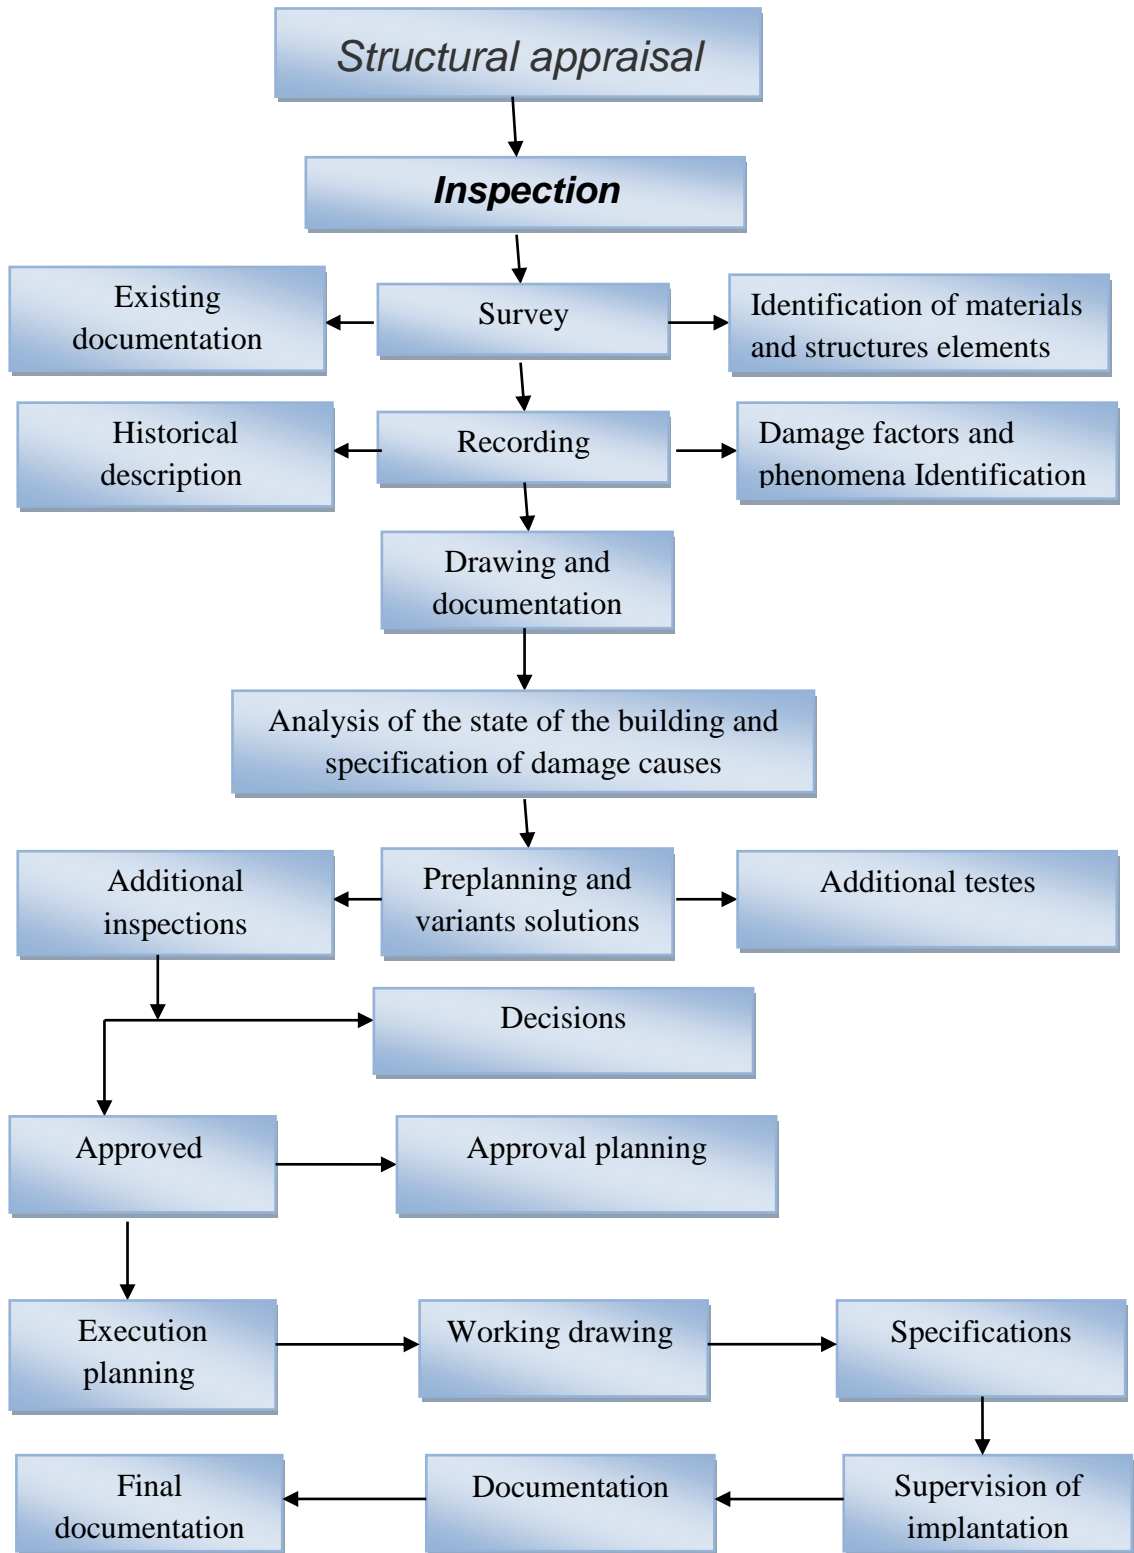 Structural appraisal
Inspection
Existing
documentation
Survey
Identification of materials
and structures elements
Historical
description
Recording
Damage factors and
phenomena Identification
Drawing and
documentation
Analysis of the state of the building and
specification of damage causes
Additional
inspections
Preplanning and
variants solutions
Additional testes
Decisions
Approved
Approval planning
Execution
planning
Working drawing
Specifications
Final
documentation
Documentation
Supervision of
implantation